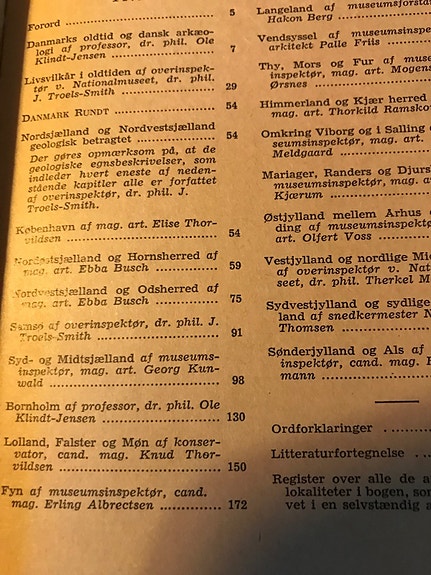 Forord ........ 5
Danmarks oldtid og dansk arkæo-
logi af professor, dr. phil. Ole
Klindt-Jensen ........ 7
Livsvilkår i oldtiden af overinspek-
tør v. Nationalmuseet, dr. phil.
J. Troels-Smith ........ 29
DANMARK RUNDT ........ 54
Nordsjælland og Nordvestsjælland
geologisk betragtet ........ 54
Der gøres opmærksom på, at de
geologiske egnsbeskrivelser, som
indleder hvert eneste af neden-
stående kapitler alle er forfattet
af overinspektør, dr. phil. J.
Troels-Smith.
København af mag. art. Elise Thor-
vildsen ........ 54
Nordøstsjælland og Hornsherred af
mag. art. Ebba Busch ........ 59
Nordvestsjælland og Odsherred af
mag. art. Ebba Busch ........ 75
Samsø af overinspektør, dr. phil. J.
Troels-Smith ........ 91
Syd- og Midtsjælland af museums-
inspektør, mag. art. Georg Kun-
wald ........ 98
Bornholm af professor, dr. phil. Ole
Klindt-Jensen ........ 130
Lolland, Falster og Møn af konser-
vator, cand. mag. Knud Thor-
vildsen ........ 150
Fyn af museumsinspektør, cand.
mag. Erling Albrectsen ........ 172
Langeland af museumsforsta
Hakon Berg ........
Vendsyssel af museumsinspe
arkitekt Palle Friis ........
Thy, Mors og Fur af museu
inspektør, mag. art. Mogens
Ørsnes ........
Himmerland og Kjær herred
mag. art. Thorkild Ramsko
Omkring Viborg og i Salling
seumsinspektør, mag. art.
Meldgaard ........
Mariager, Randers og Djurs
museumsinspektør, mag. a
Kjærum ........
Østjylland mellem Århus og
ding af museumsinspektø
art. Olfert Voss ........
Vestjylland og nordlige Mid
af overinspektør v. Nat
seet, dr. phil. Therkel M
Sydvestjylland og sydlige
land af snedkermester N
Thomsen ........
Sønderjylland og Als af
inspektør, cand. mag. 
mann ........
Ordforklaringer ....
Litteraturfortegnelse ..
Register over alle de a
lokaliteter i bogen, som
vet i en selvstændig a